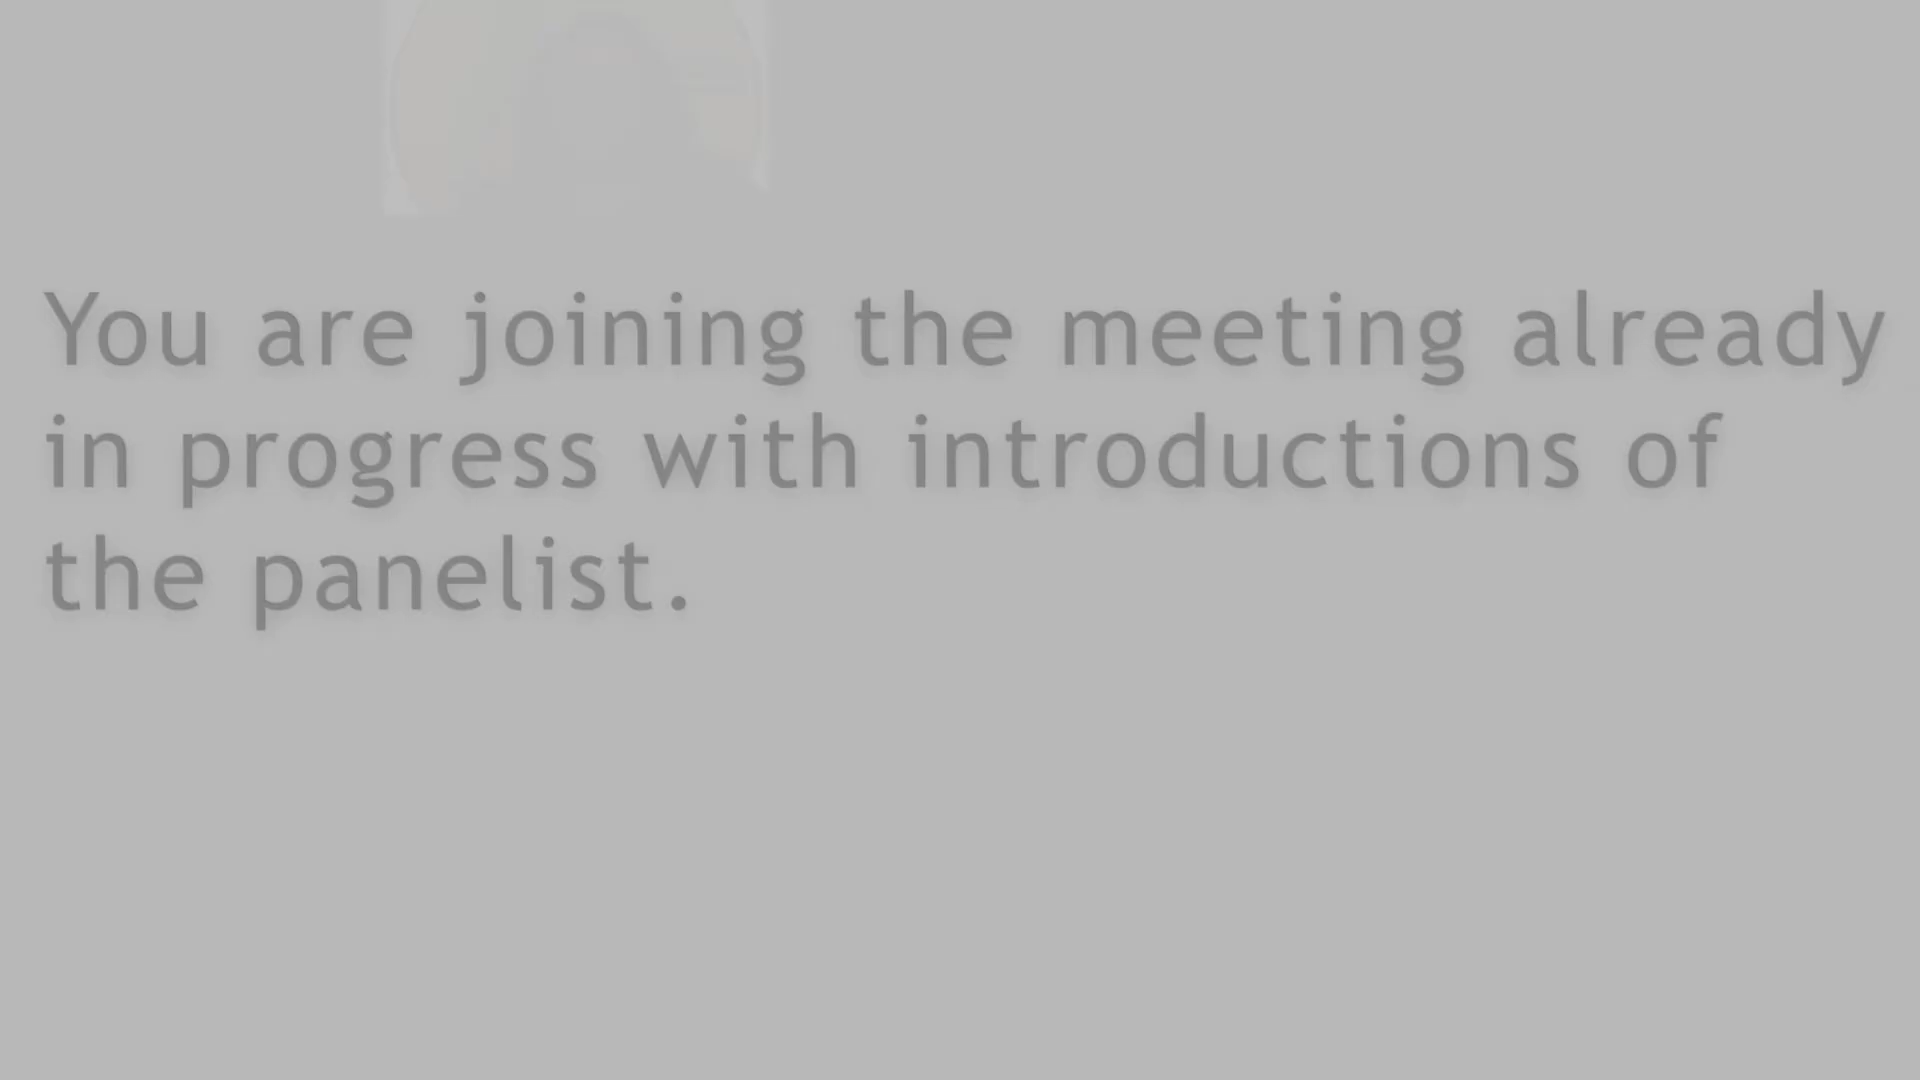 You are joining the meeting already
in progress with introductions of
the panelist.